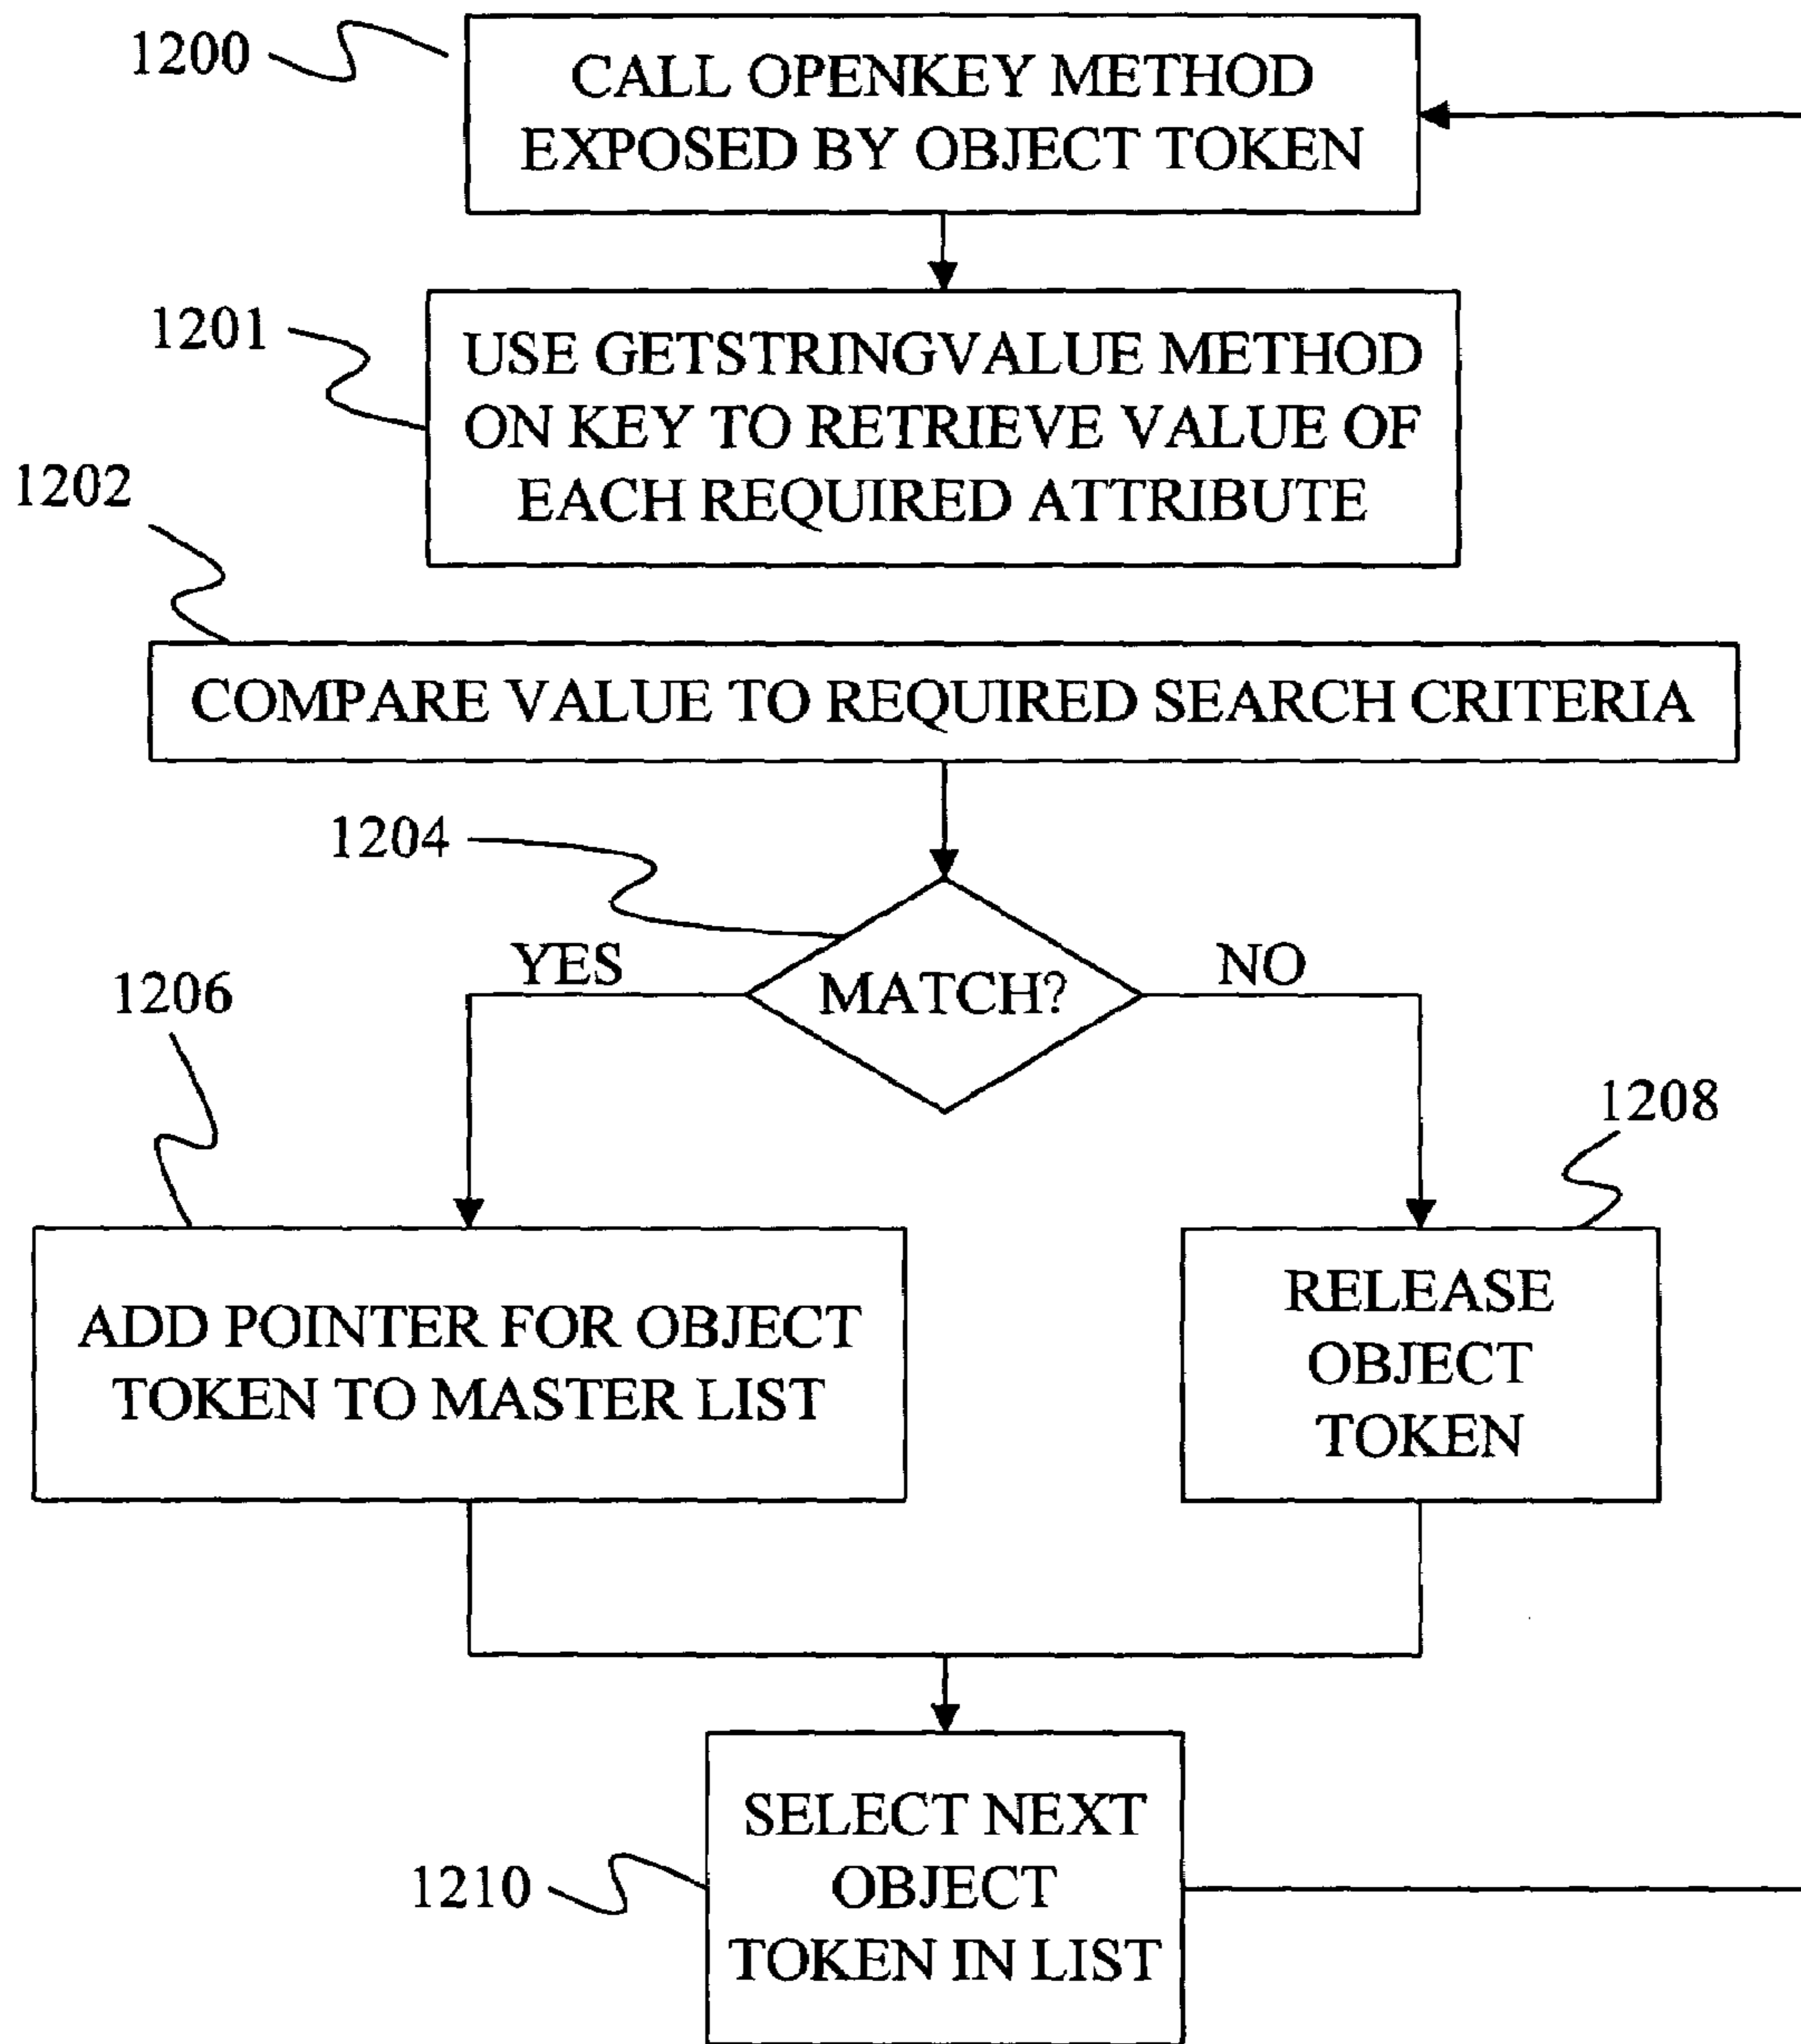 1200
CALL OPENKEY METHOD
EXPOSED BY OBJECT TOKEN
1201
USE GETSTRINGVALUE METHOD
ON KEY TO RETRIEVE VALUE OF
EACH REQUIRED ATTRIBUTE
1202
COMPARE VALUE TO REQUIRED SEARCH CRITERIA
1204
YES
MATCH?
NO
1206
1208
ADD POINTER FOR OBJECT
TOKEN TO MASTER LIST
RELEASE
OBJECT
TOKEN
1210
SELECT NEXT
OBJECT
TOKEN IN LIST